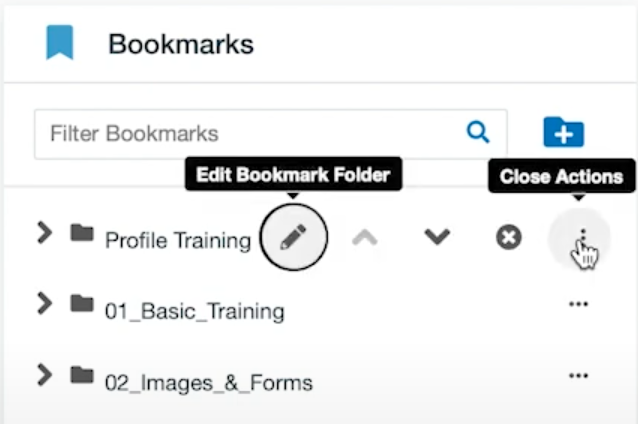 Bookmarks
Filter Bookmarks
Edit Bookmark Folder
Close Actions
Profile Training
01_Basic_Training
02_Images_&_Forms